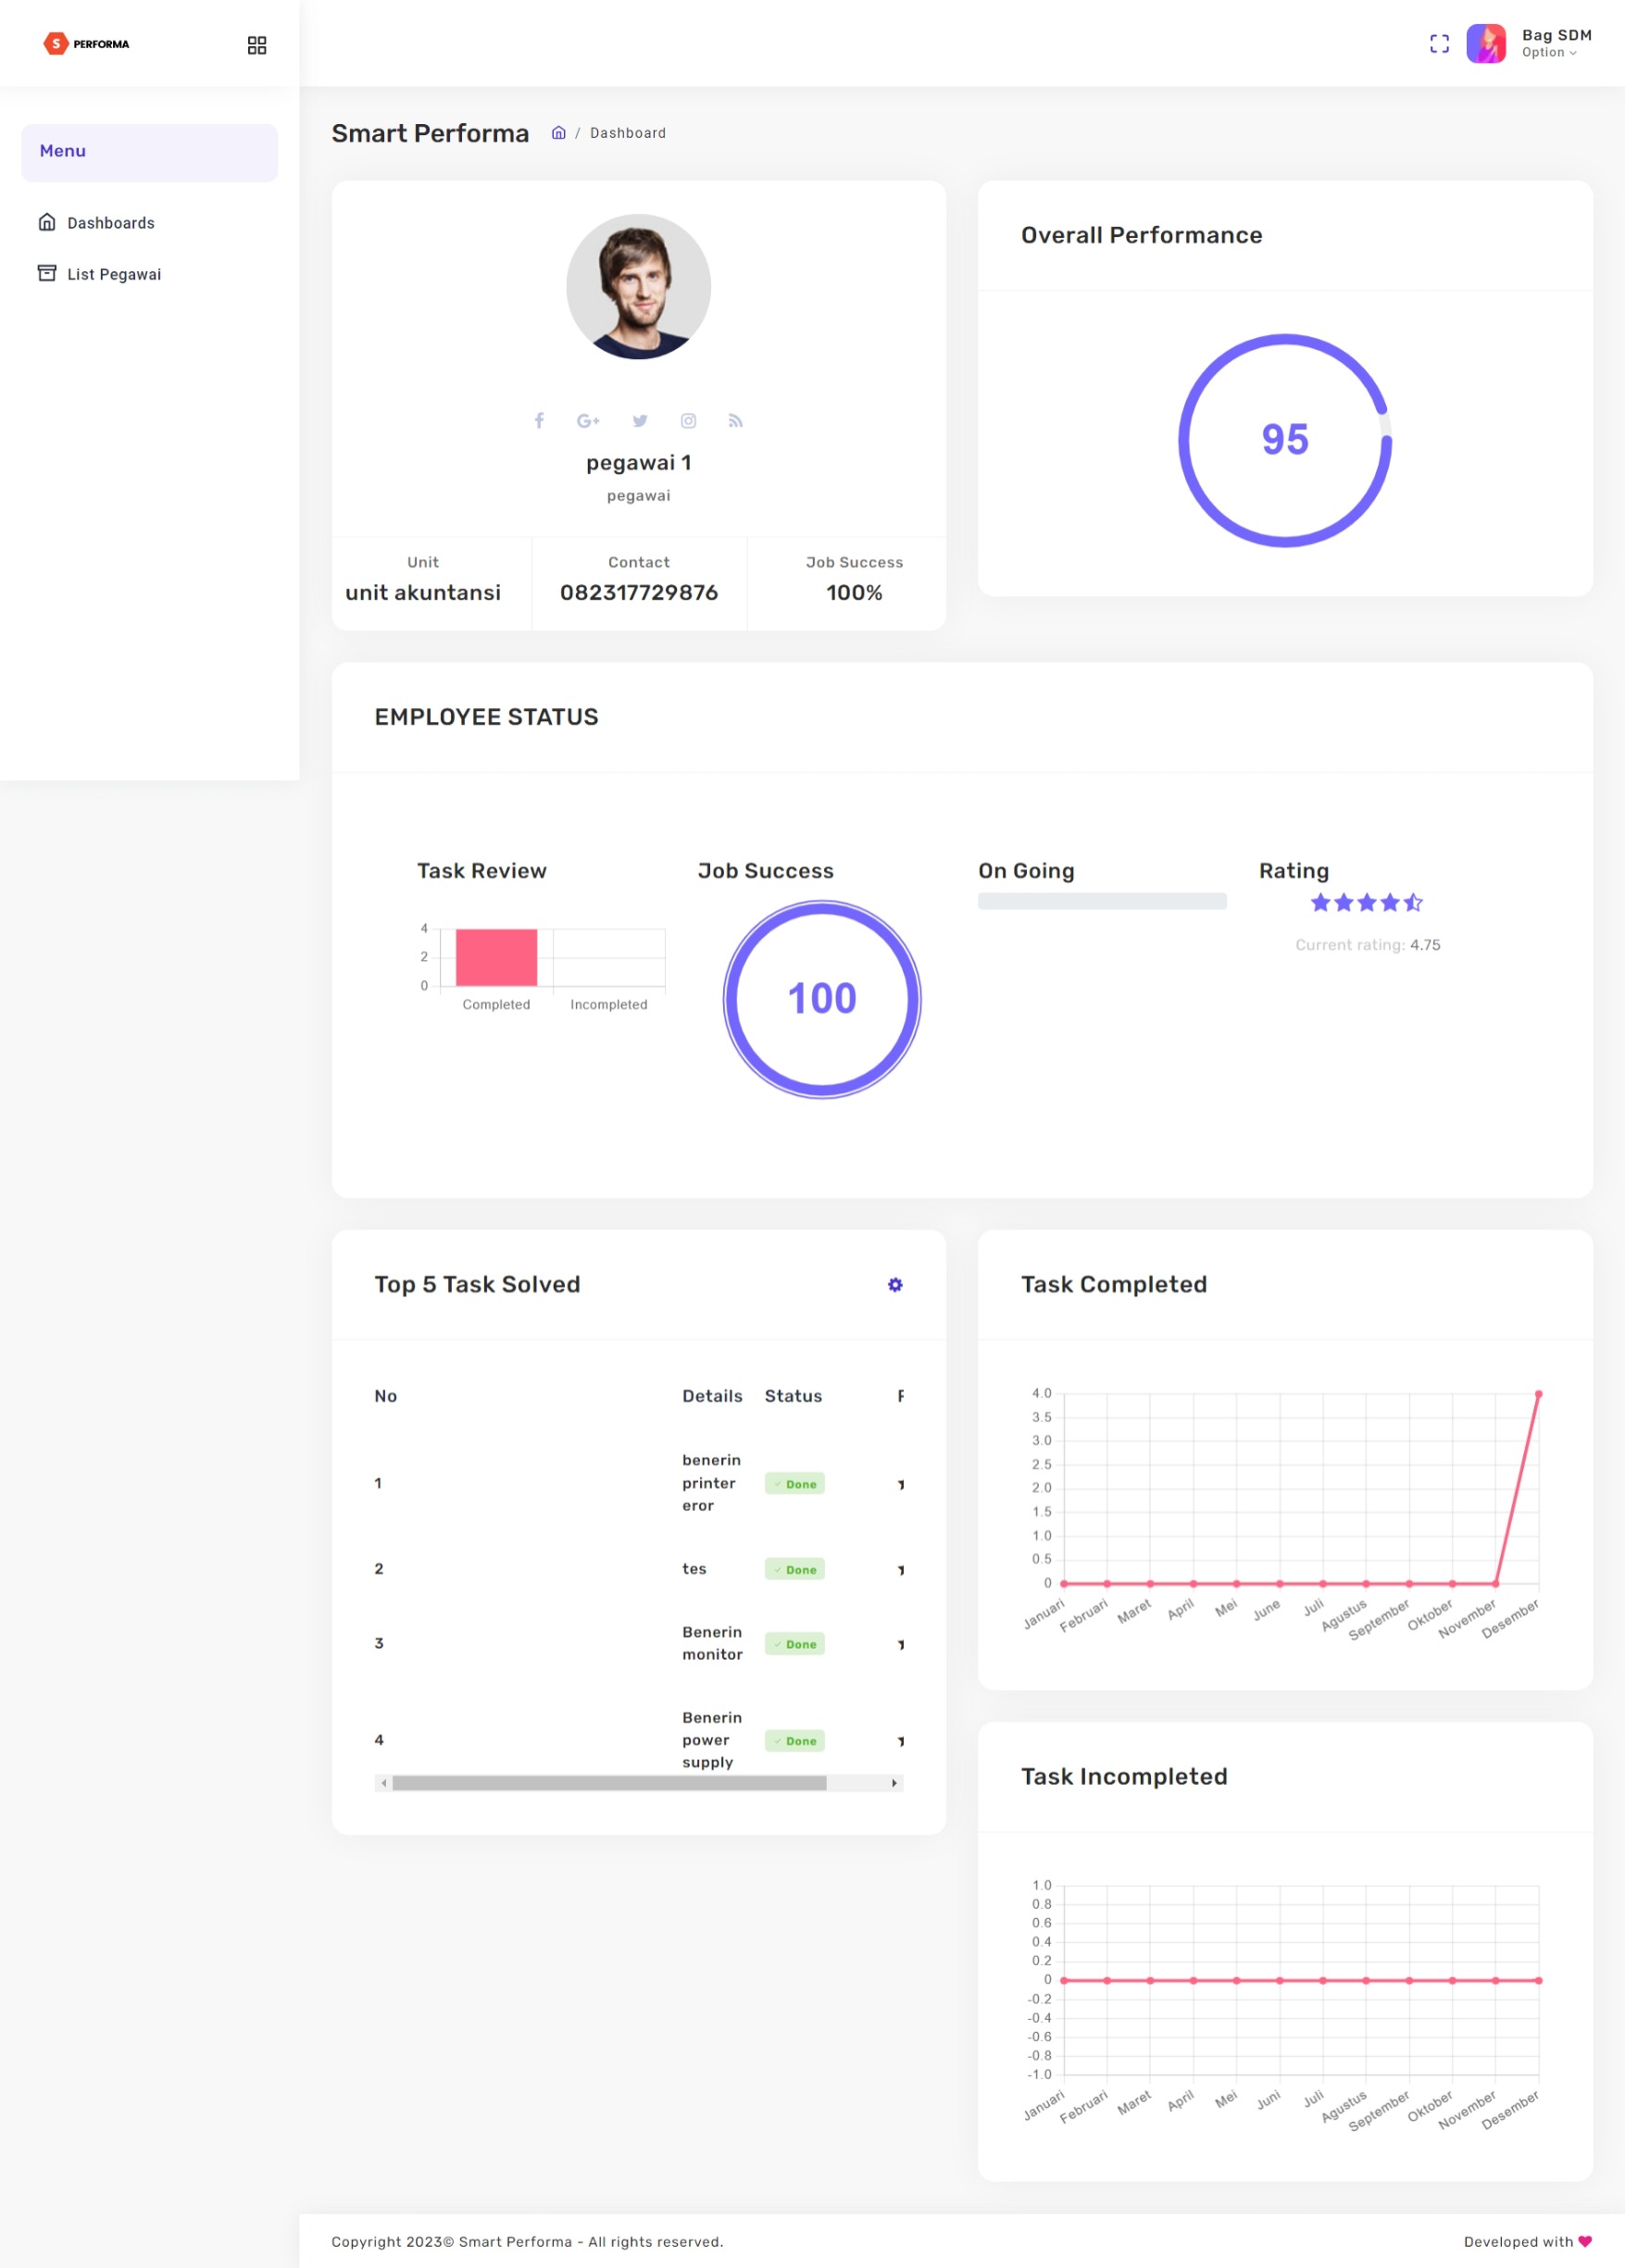 S PERFORMA
Bag SDM
Option
Menu
Dashboards
List Pegawai
Smart Performa
/ Dashboard
pegawai 1
pegawai
Unit
unit akuntansi
Contact
082317729876
Job Success
100%
Overall Performance
95
EMPLOYEE STATUS
Task Review
4
2
0
Completed
Incompleted
Job Success
100
On Going
Rating
Current rating: 4.75
Top 5 Task Solved
No Details Status
1
benerin
printer
eror
Done
2
tes
Done
3
Benerin
monitor
Done
4
Benerin
power
supply
Done
Task Completed
4.0
3.5
3.0
2.5
2.0
1.5
1.0
0.5
0
Januari
Februari
Maret
April
Mei
June
Juli
Agustus
September
Oktober
November
Desember
Task Incompleted
1.0
0.8
0.6
0.4
0.2
0
-0.2
-0.4
-0.6
-0.8
-1.0
Januari
Februari
Maret
April
Mei
Juni
Juli
Agustus
September
Oktober
November
Desember
Copyright 2023© Smart Performa - All rights reserved.
Developed with